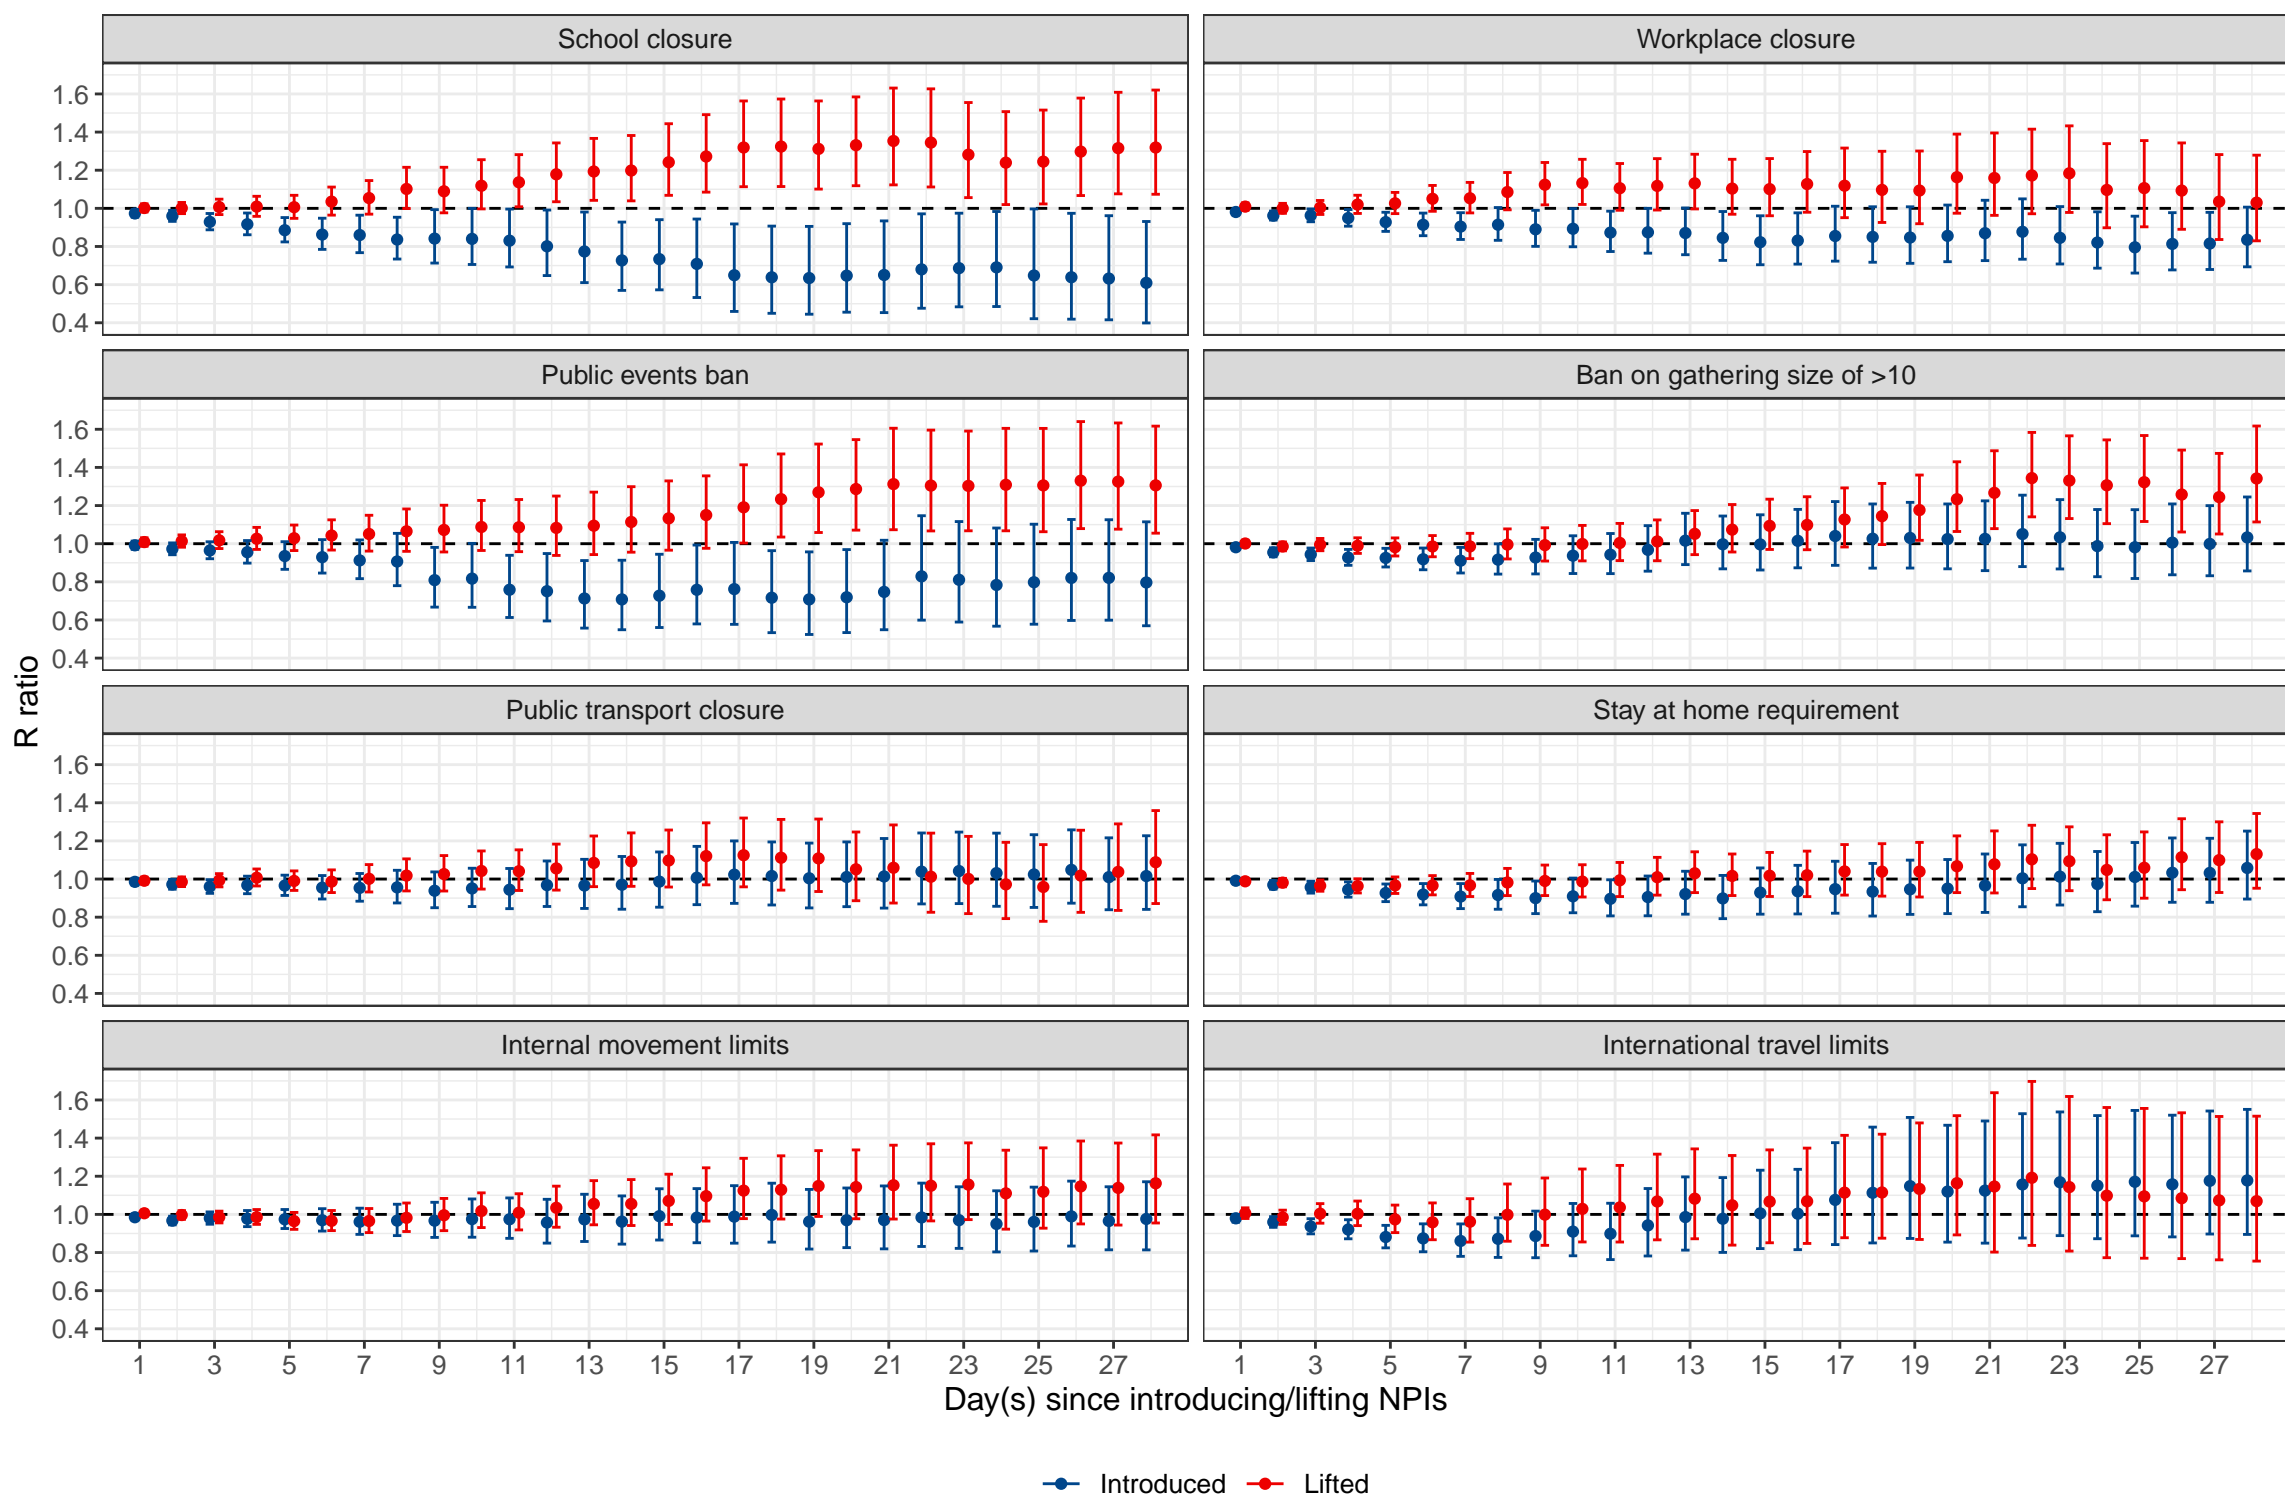 School closure
Workplace closure
1.6
1.4
1.2
1.0
0.8
0.6
0.4
Public events ban
Ban on gathering size of >10
1.6
1.4
1.2
1.0
0.8
0.6
0.4
R ratio
Public transport closure
Stay at home requirement
1.6
1.4
1.2
1.0
0.8
0.6
0.4
Internal movement limits
International travel limits
1.6
1.4
1.2
1.0
0.8
0.6
0.4
1 3 5 7 9 11 13 15 17 19 21 23 25 27
1 3 5 7 9 11 13 15 17 19 21 23 25 27
Day(s) since introducing/lifting NPIs
Introduced Lifted